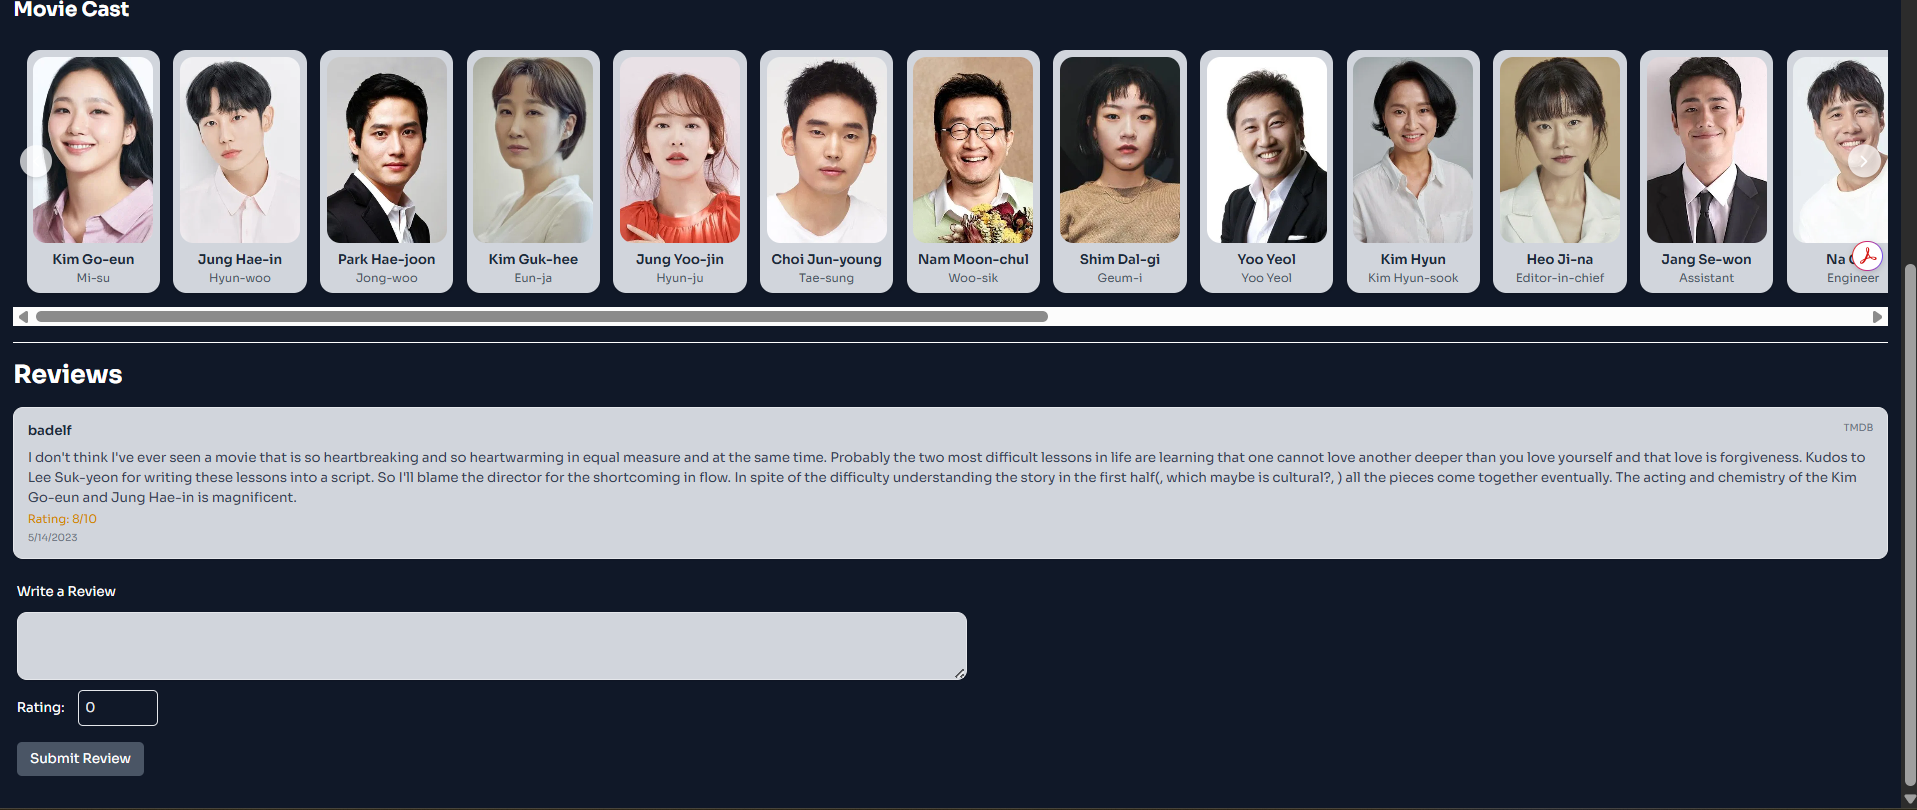 Movie Cast
Kim Go-eun
Mi-su
Jung Hae-in
Hyun-woo
Park Hae-joon
Jong-woo
Kim Guk-hee
Eun-ja
Jung Yoo-jin
Hyun-ju
Choi Jun-young
Tae-sung
Nam Moon-chul
Woo-sik
Shim Dal-gi
Geum-i
Yoo Yeol
Yoo Yeol
Kim Hyun
Kim Hyun-sook
Heo Ji-na
Editor-in-chief
Jang Se-won
Assistant
Na
Engineer
Reviews
badelf
TMDB
I don't think I've ever seen a movie that is so heartbreaking and so heartwarming in equal measure and at the same time. Probably the two most difficult lessons in life are learning that one cannot love another deeper than you love yourself and that love is forgiveness. Kudos to
Lee Suk-yeon for writing these lessons into a script. So I'll blame the director for the shortcoming in flow. In spite of the difficulty understanding the story in the first half(, which maybe is cultural?, ) all the pieces come together eventually. The acting and chemistry of the Kim
Go-eun and Jung Hae-in is magnificent.
Rating: 8/10
5/14/2023
Write a Review
Rating: 0
Submit Review